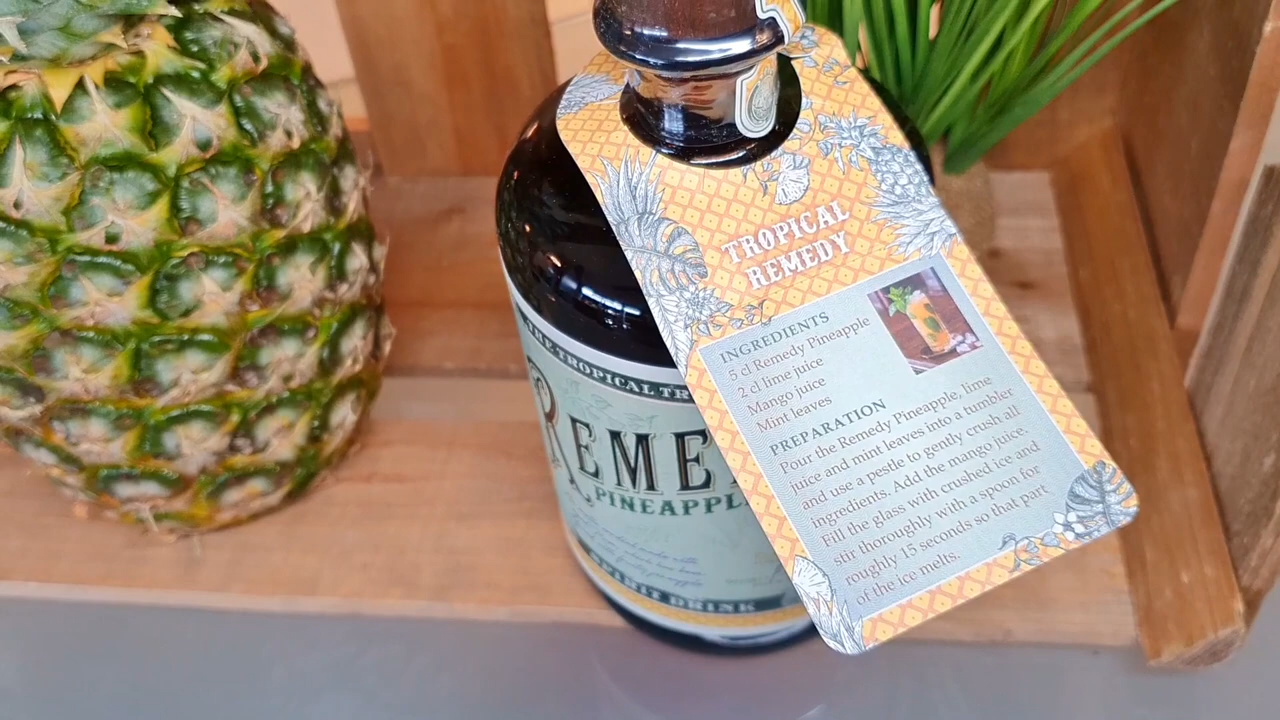 TRØPICAL
REMEDY
INGREDIENTS
5 cl Remedy Pineapple
2 cl lime juice
Mango juice
Mint leaves
PREPARATION
Pour the Remedy Pineapple, lime
juice and mint leaves into a tumbler
and use a pestle to gently crush all
ingredients. Add the mango juice.
Fill the glass with crushed ice and
stir thoroughly with a spoon for
roughly 15 seconds so that part
of the ice melts.
THE TROPICAL TR
REME
PINEAPPL
SPIRIT DRINK